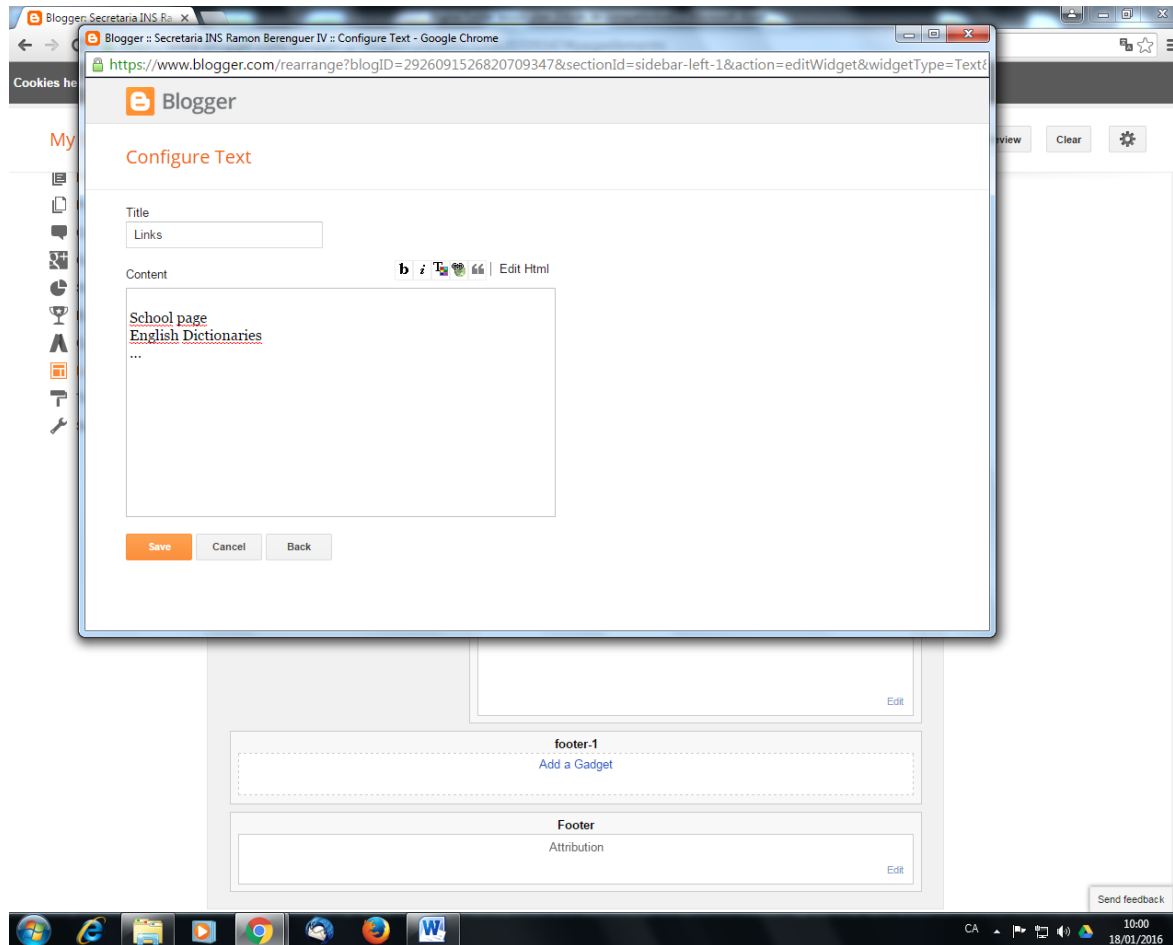 Blogger: Secretaria INS Ra
Blogger :: Secretaria INS Ramon Berenguer IV :: Configure Text - Google Chrome
https://www.blogger.com/rearrange?blogID=2926091526820709347&sectionId=sidebar-left-1&action=editWidget&widgetType=Text&
Cookies he
Blogger
My
eview
Clear
Configure Text
Title
Links
Content
b i T Edit Html
School page
English Dictionaries
...
Save Cancel Back
Edit
footer-1
Add a Gadget
Footer
Attribution
Edit
Send feedback
CA
10:00
18/01/2016